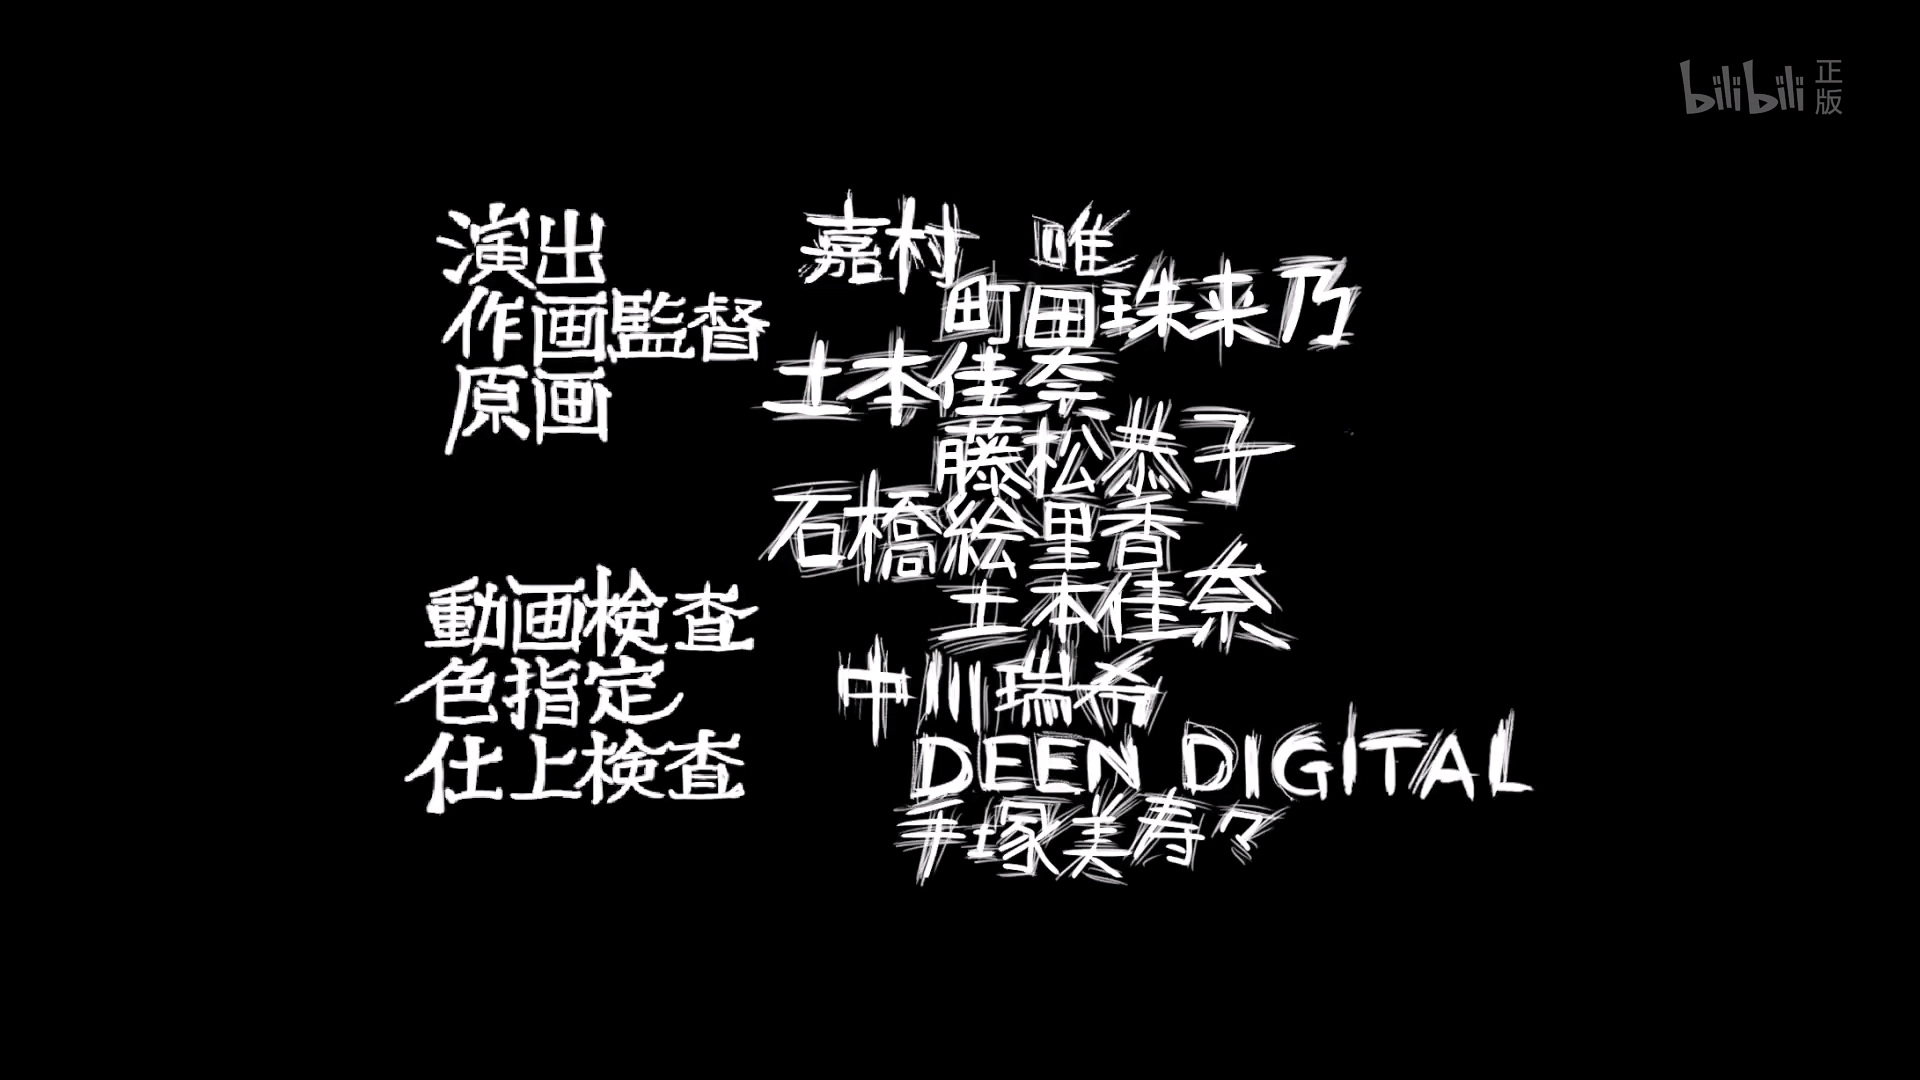 bilibili 正版
演出 嘉村 唯
作画監督 町田珠来乃
原画 土本佳奈
藤松恭子
石橋絵里香
動画検査 土本佳奈
色指定 中川瑞希
仕上検査 DEEN DIGITAL
手塚美寿々